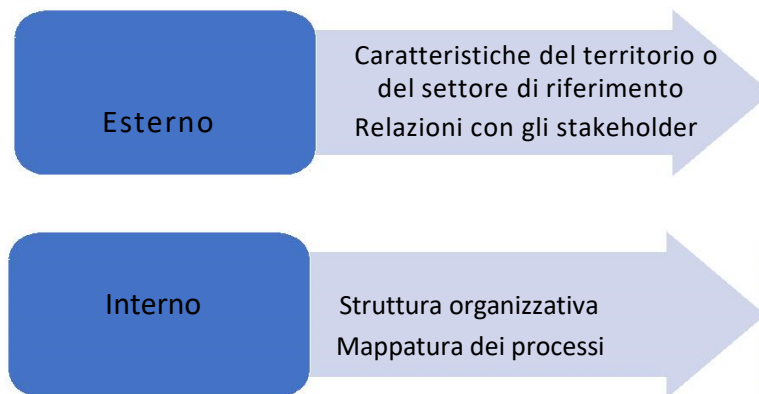 Esterno
Caratteristiche del territorio o
del settore di riferimento
Relazioni con gli stakeholder
Interno
Struttura organizzativa
Mappatura dei processi